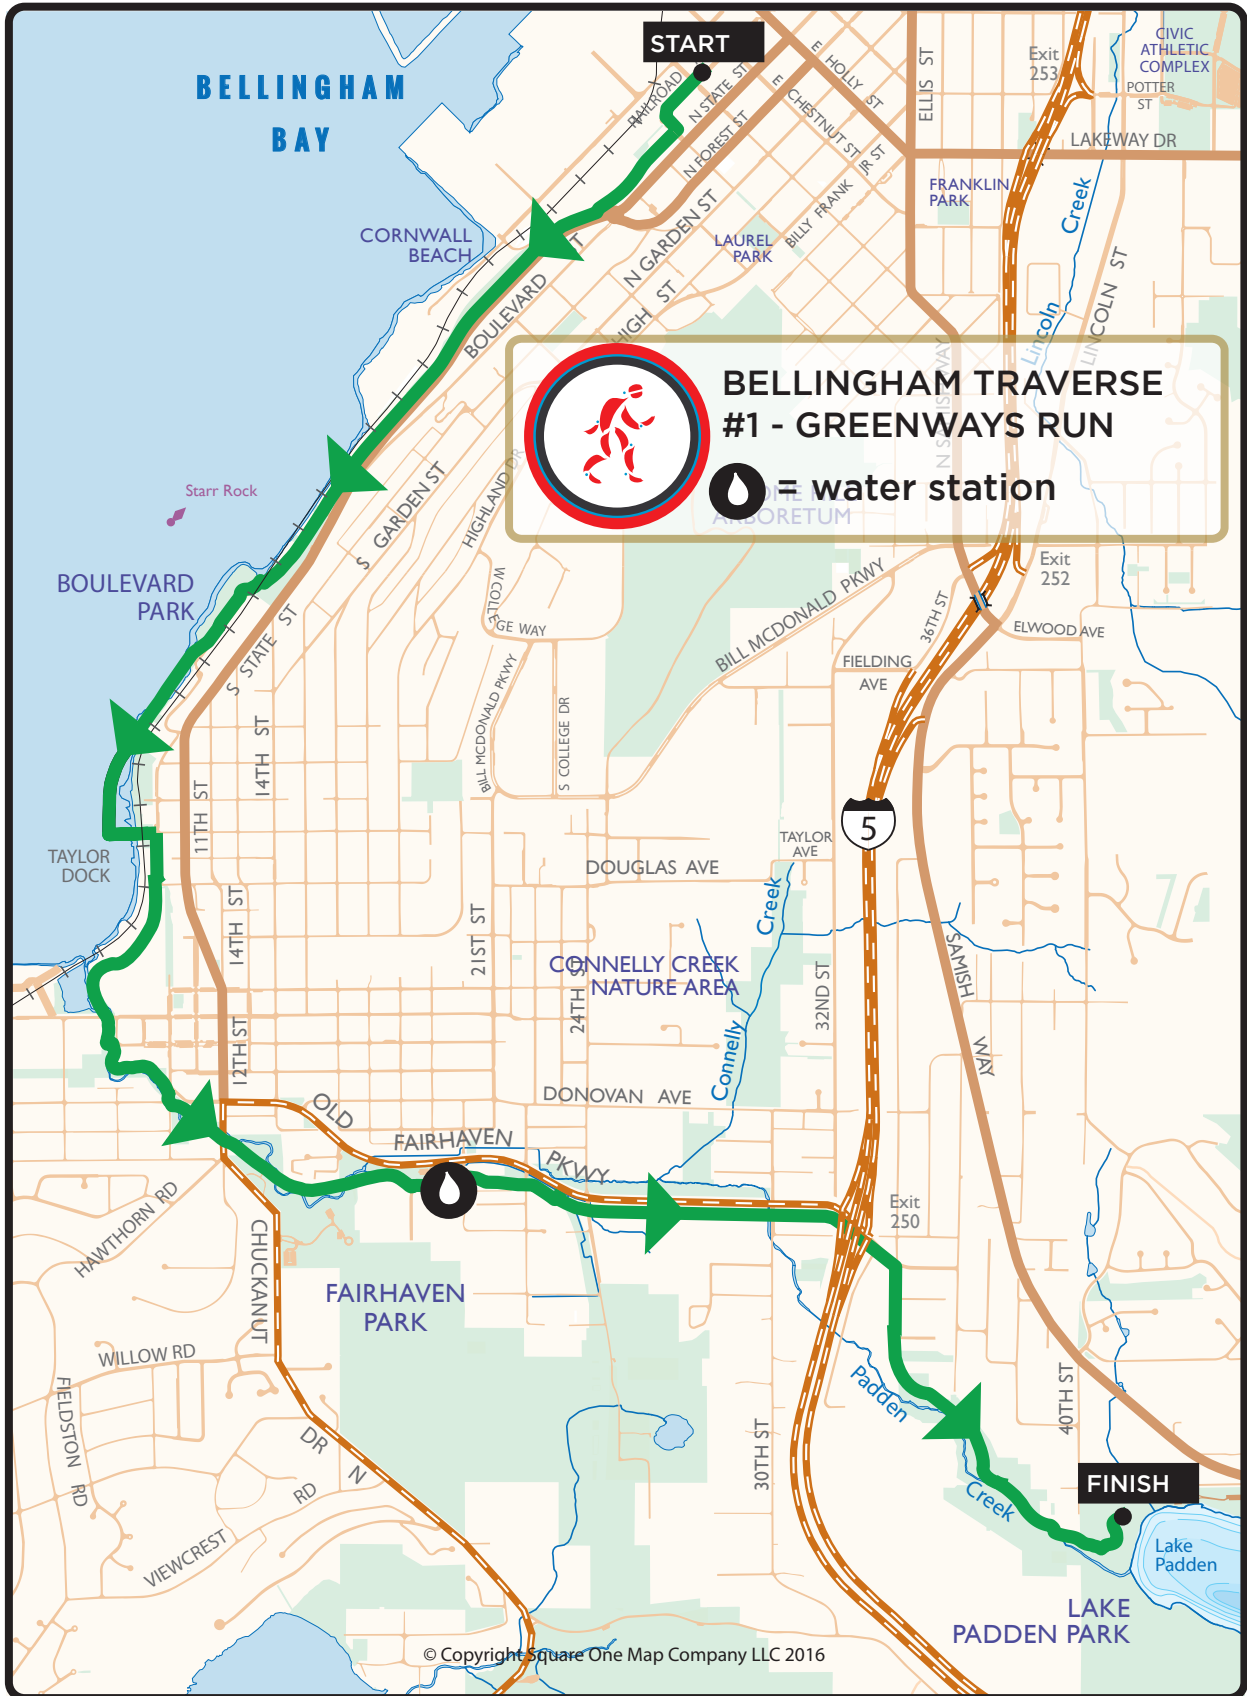 START
BELLINGHAM
BAY
CIVIC
ATHLETIC
COMPLEX
Exit
253
POTTER
ST
E HOLLY ST
ELLIS ST
RAILROAD
N STATE ST
E CHESTNUT ST
N FOREST ST
BILLY FRANK JR ST
LAKEWAY DR
FRANKLIN
PARK
Lincoln Creek
LINCOLN ST
CORNWALL
BEACH
LAUREL
PARK
N GARDEN ST
HIGH ST
BOULEVARD ST
BELLINGHAM TRAVERSE
#1 - GREENWAYS RUN
= water station
N SAMISH WAY
ARBORETUM
Starr Rock
S GARDEN ST
HIGHLAND DR
BOULEVARD
PARK
W COLLEGE WAY
Exit
252
36TH ST
ELWOOD AVE
BILL MCDONALD PKWY
FIELDING
AVE
S STATE ST
14TH ST
BILL MCDONALD PKWY
S COLLEGE DR
11TH ST
5
TAYLOR
AVE
TAYLOR
DOCK
DOUGLAS AVE
14TH ST
21ST ST
24TH ST
CONNELLY CREEK
NATURE AREA
Connelly Creek
32ND ST
SAMISH WAY
12TH ST
DONOVAN AVE
OLD FAIRHAVEN PKWY
Exit
250
HAWTHORN RD
CHUCKANUT DR N
FAIRHAVEN
PARK
WILLOW RD
FIELDSTON RD
Padden Creek
40TH ST
30TH ST
VIEWCREST RD
FINISH
Lake
Padden
LAKE
PADDEN PARK
© Copyright Square One Map Company LLC 2016